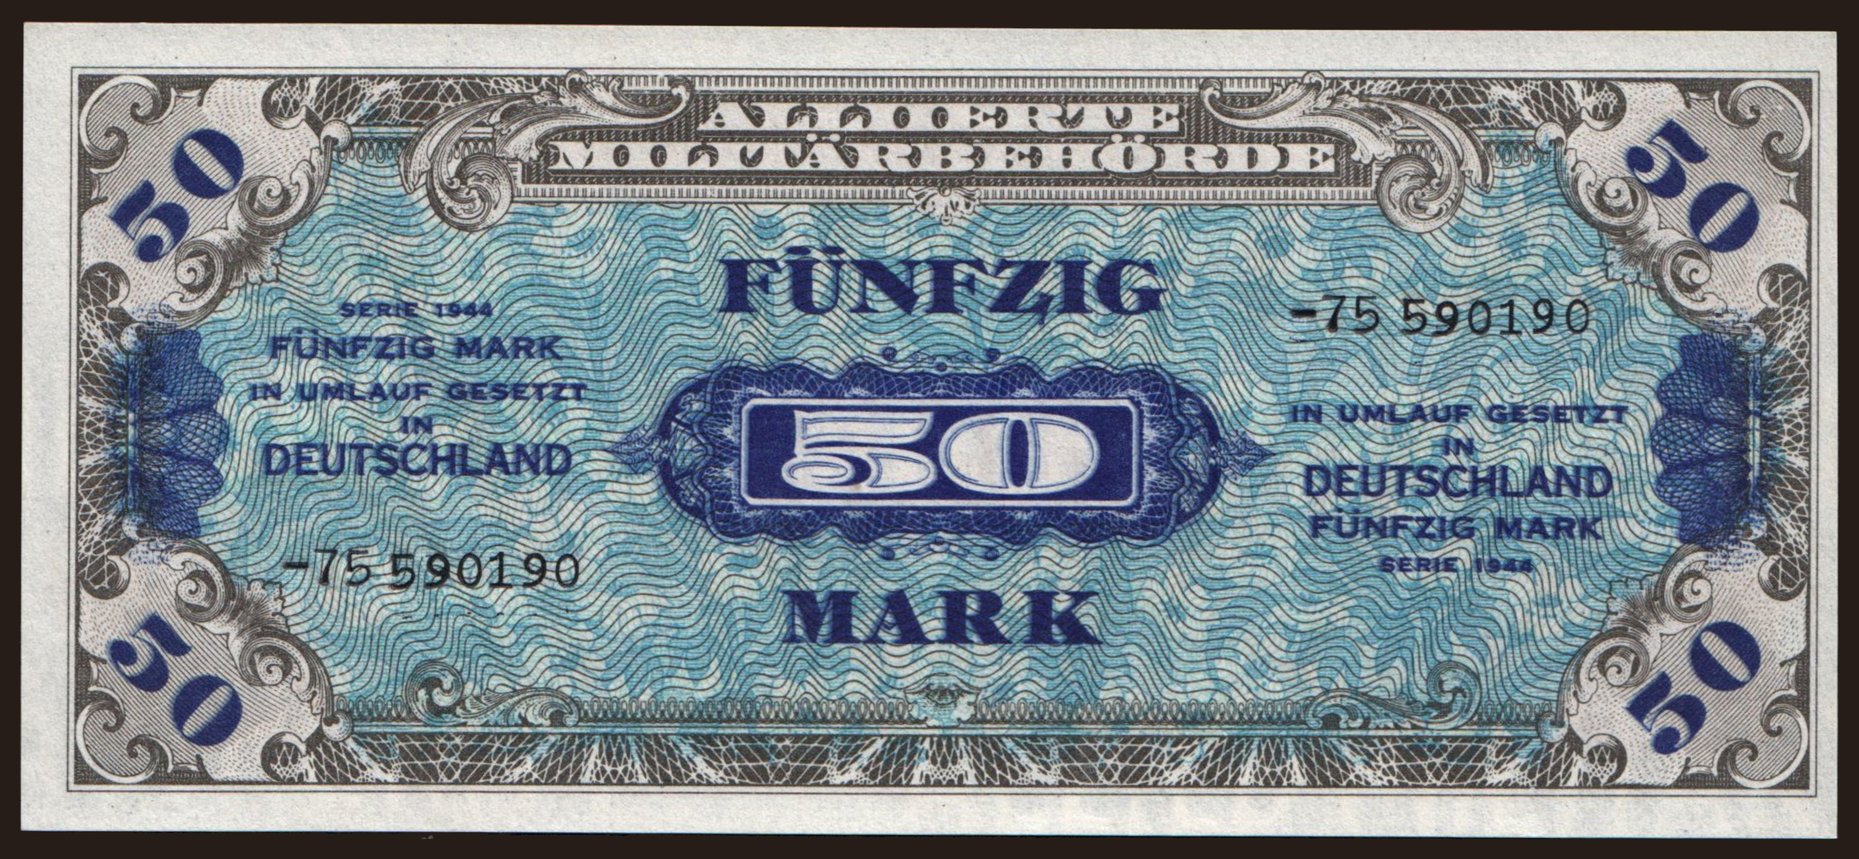 50
ALLIIERTE
MILITÄRBEHÖRDE
50
FÜNFZIG
SERIE 1944
FÜNFZIG MARK
IN UMLAUF GESETZT
IN
DEUTSCHLAND
-75 590190
50
-75 590190
IN UMLAUF GESETZT
IN
DEUTSCHLAND
FÜNFZIG MARK
SERIE 1944
MARK
50
50